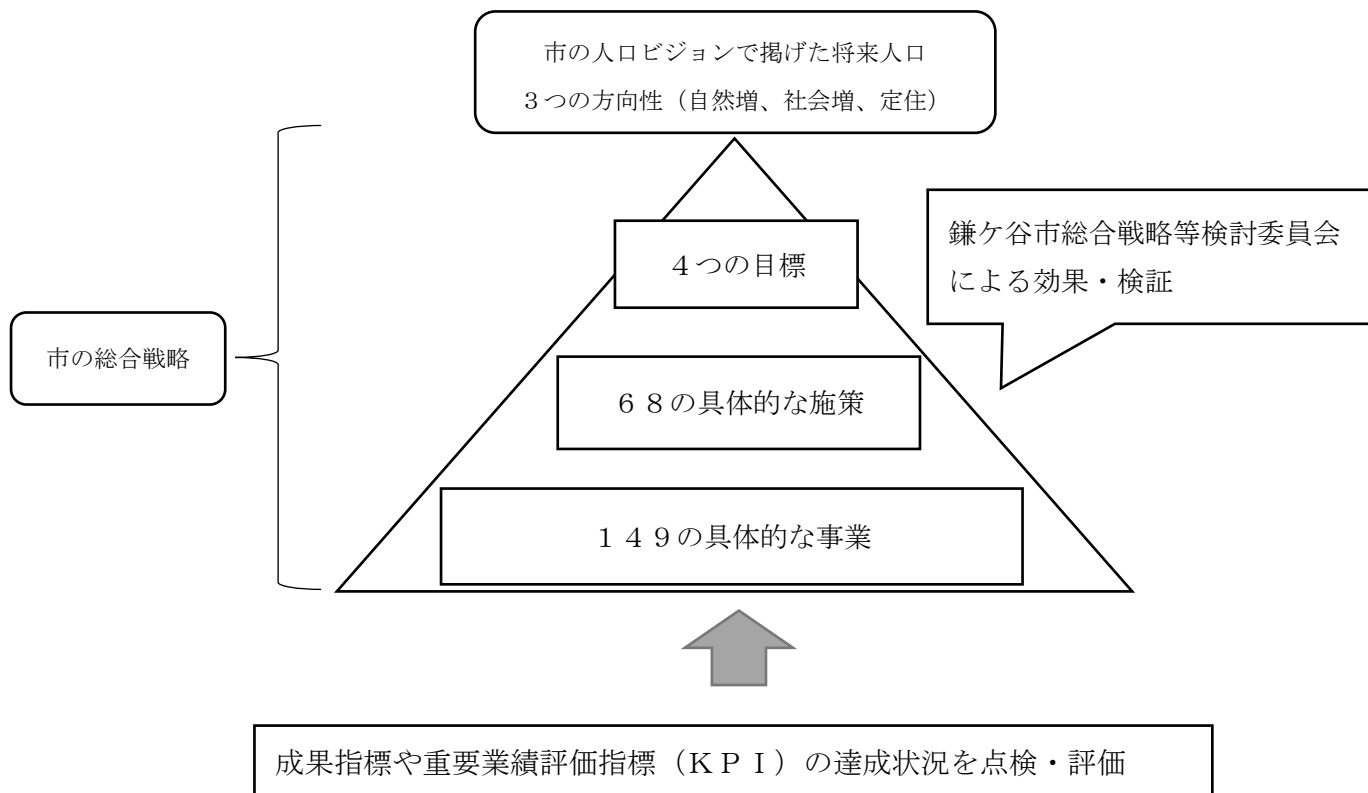 市の人口ビジョンで掲げた将来人口
３つの方向性（自然増、社会増、定住）
鎌ケ谷市総合戦略等検討委員会
による効果・検証
４つの目標
市の総合戦略
６８の具体的な施策
１４９の具体的な事業
成果指標や重要業績評価指標（ＫＰＩ）の達成状況を点検・評価